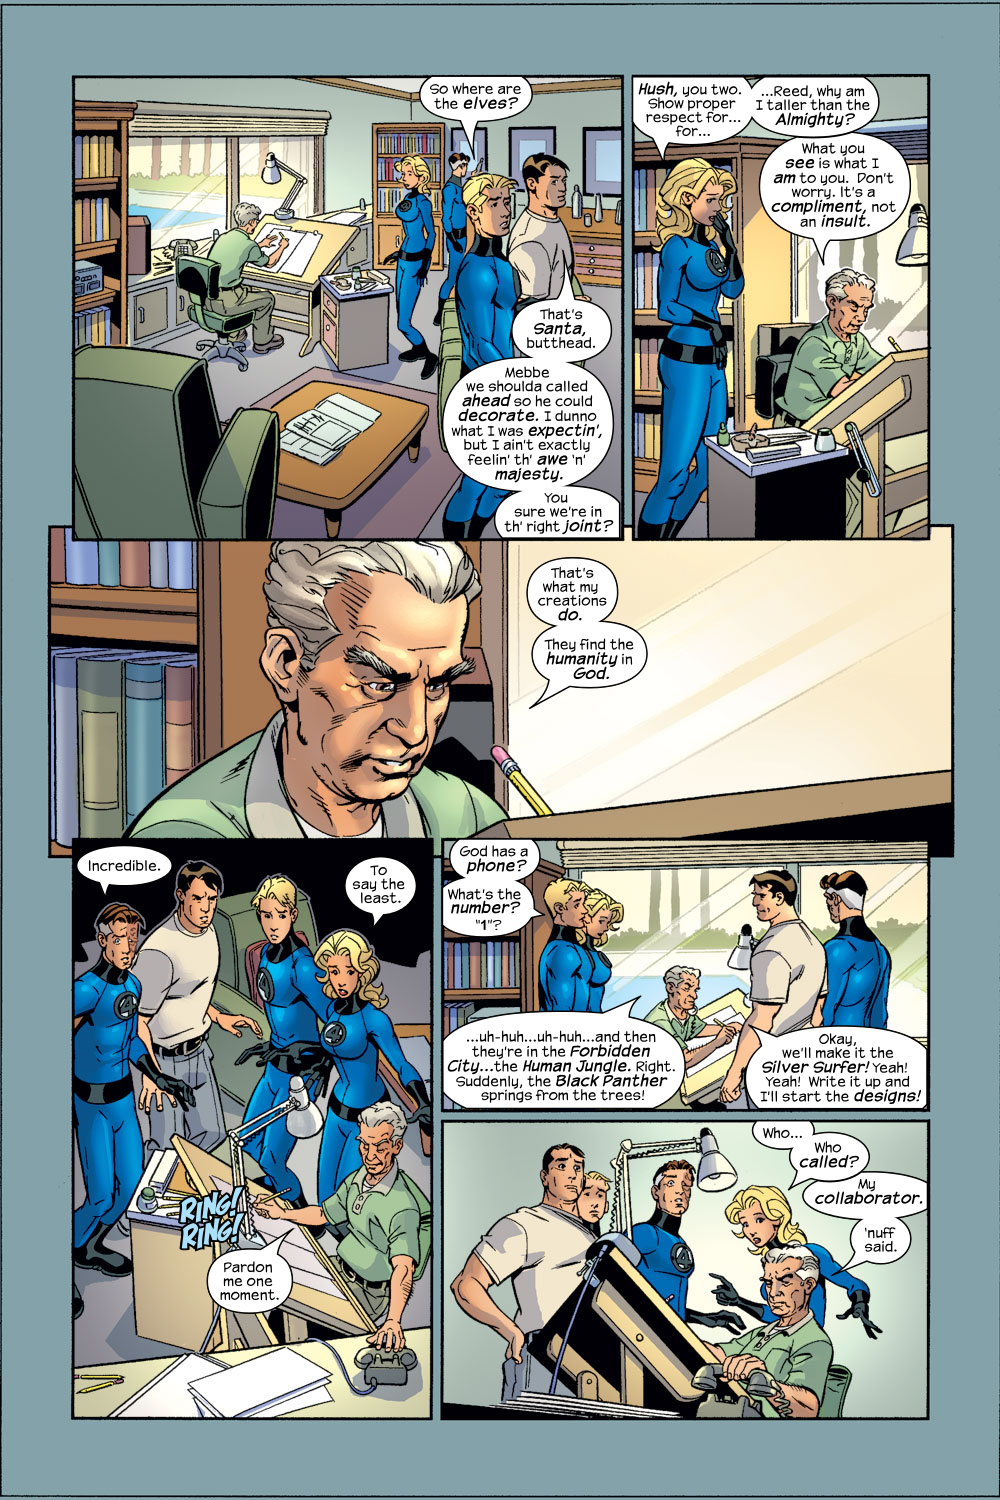 So where are
the elves?
That's
Santa,
butthead.
Mebbe
we shoulda called
ahead so he could
decorate. I dunno
what I was expectin',
but I ain't exactly
feelin' th' awe 'n'
majesty.
You
sure we're in
th' right joint?
Hush, you two.
Show proper
respect for...
for...
...Reed, why am
I taller than the
Almighty?
What you
see is what I
am to you. Don't
worry. It's a
compliment, not
an insult.
That's
what my
creations
do.
They find the
humanity in
God.
Incredible.
To
say the
least.
RING!
RING!
Pardon
me one
moment.
God has a
phone?
What's the
number?
"1"?
...uh-huh...uh-huh...and then
they're in the Forbidden
City...the Human Jungle. Right.
Suddenly, the Black Panther
springs from the trees!
Okay,
we'll make it the
Silver Surfer! Yeah!
Yeah! Write it up and
I'll start the designs!
Who...
Who
called?
My
collaborator.
'nuff
said.